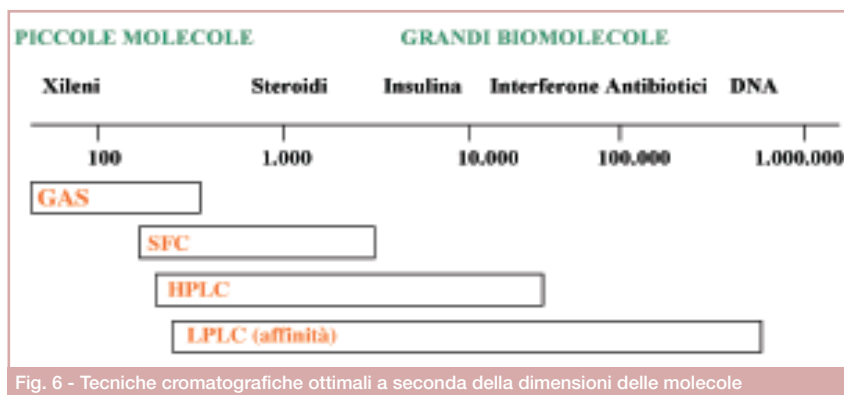 PICCOLE MOLECOLE GRANDI BIOMOLECOLE
Xileni Steroidi Insulina Interferone Antibiotici DNA
100 1.000 10.000 100.000 1.000.000
GAS
SFC
HPLC
LPLC (affinità)
Fig. 6 - Tecniche cromatografiche ottimali a seconda della dimensioni delle molecole